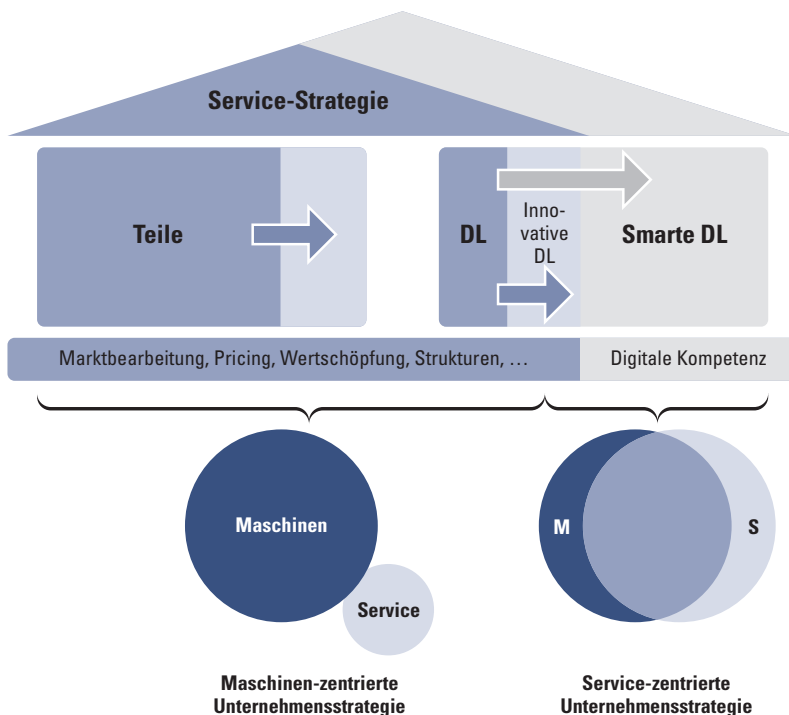 Service-Strategie
Teile
DL
Inno-
vative
DL
Smarte DL
Marktbearbeitung, Pricing, Wertschöpfung, Strukturen, …
Digitale Kompetenz
Maschinen
Service
M
S
Maschinen-zentrierte
Unternehmensstrategie
Service-zentrierte
Unternehmensstrategie